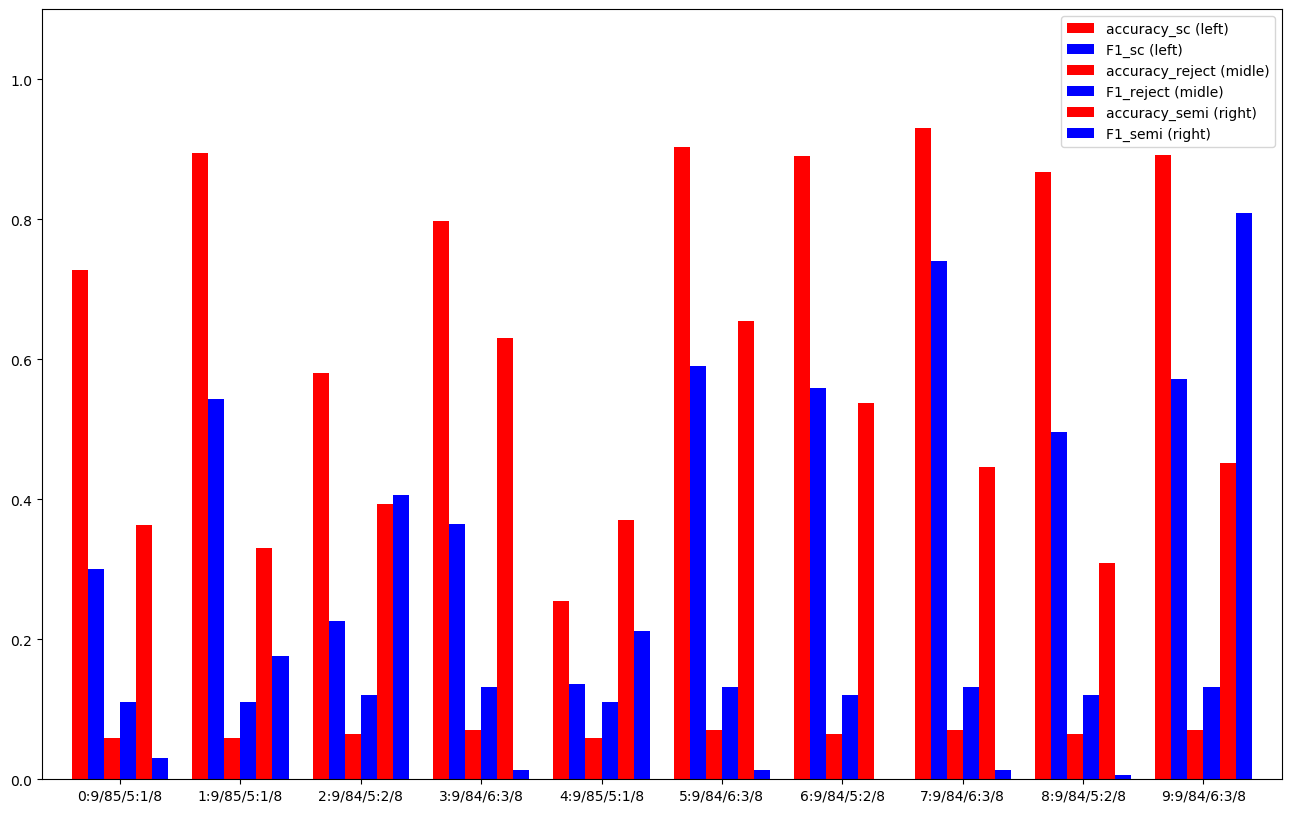 accuracy_sc (left)
F1_sc (left)
accuracy_reject (midle)
F1_reject (midle)
accuracy_semi (right)
F1_semi (right)
1.0
0.8
0.6
0.4
0.2
0.0
0:9/85/5:1/8 1:9/85/5:1/8 2:9/84/5:2/8 3:9/84/6:3/8 4:9/85/5:1/8 5:9/84/6:3/8 6:9/84/5:2/8 7:9/84/6:3/8 8:9/84/5:2/8 9:9/84/6:3/8